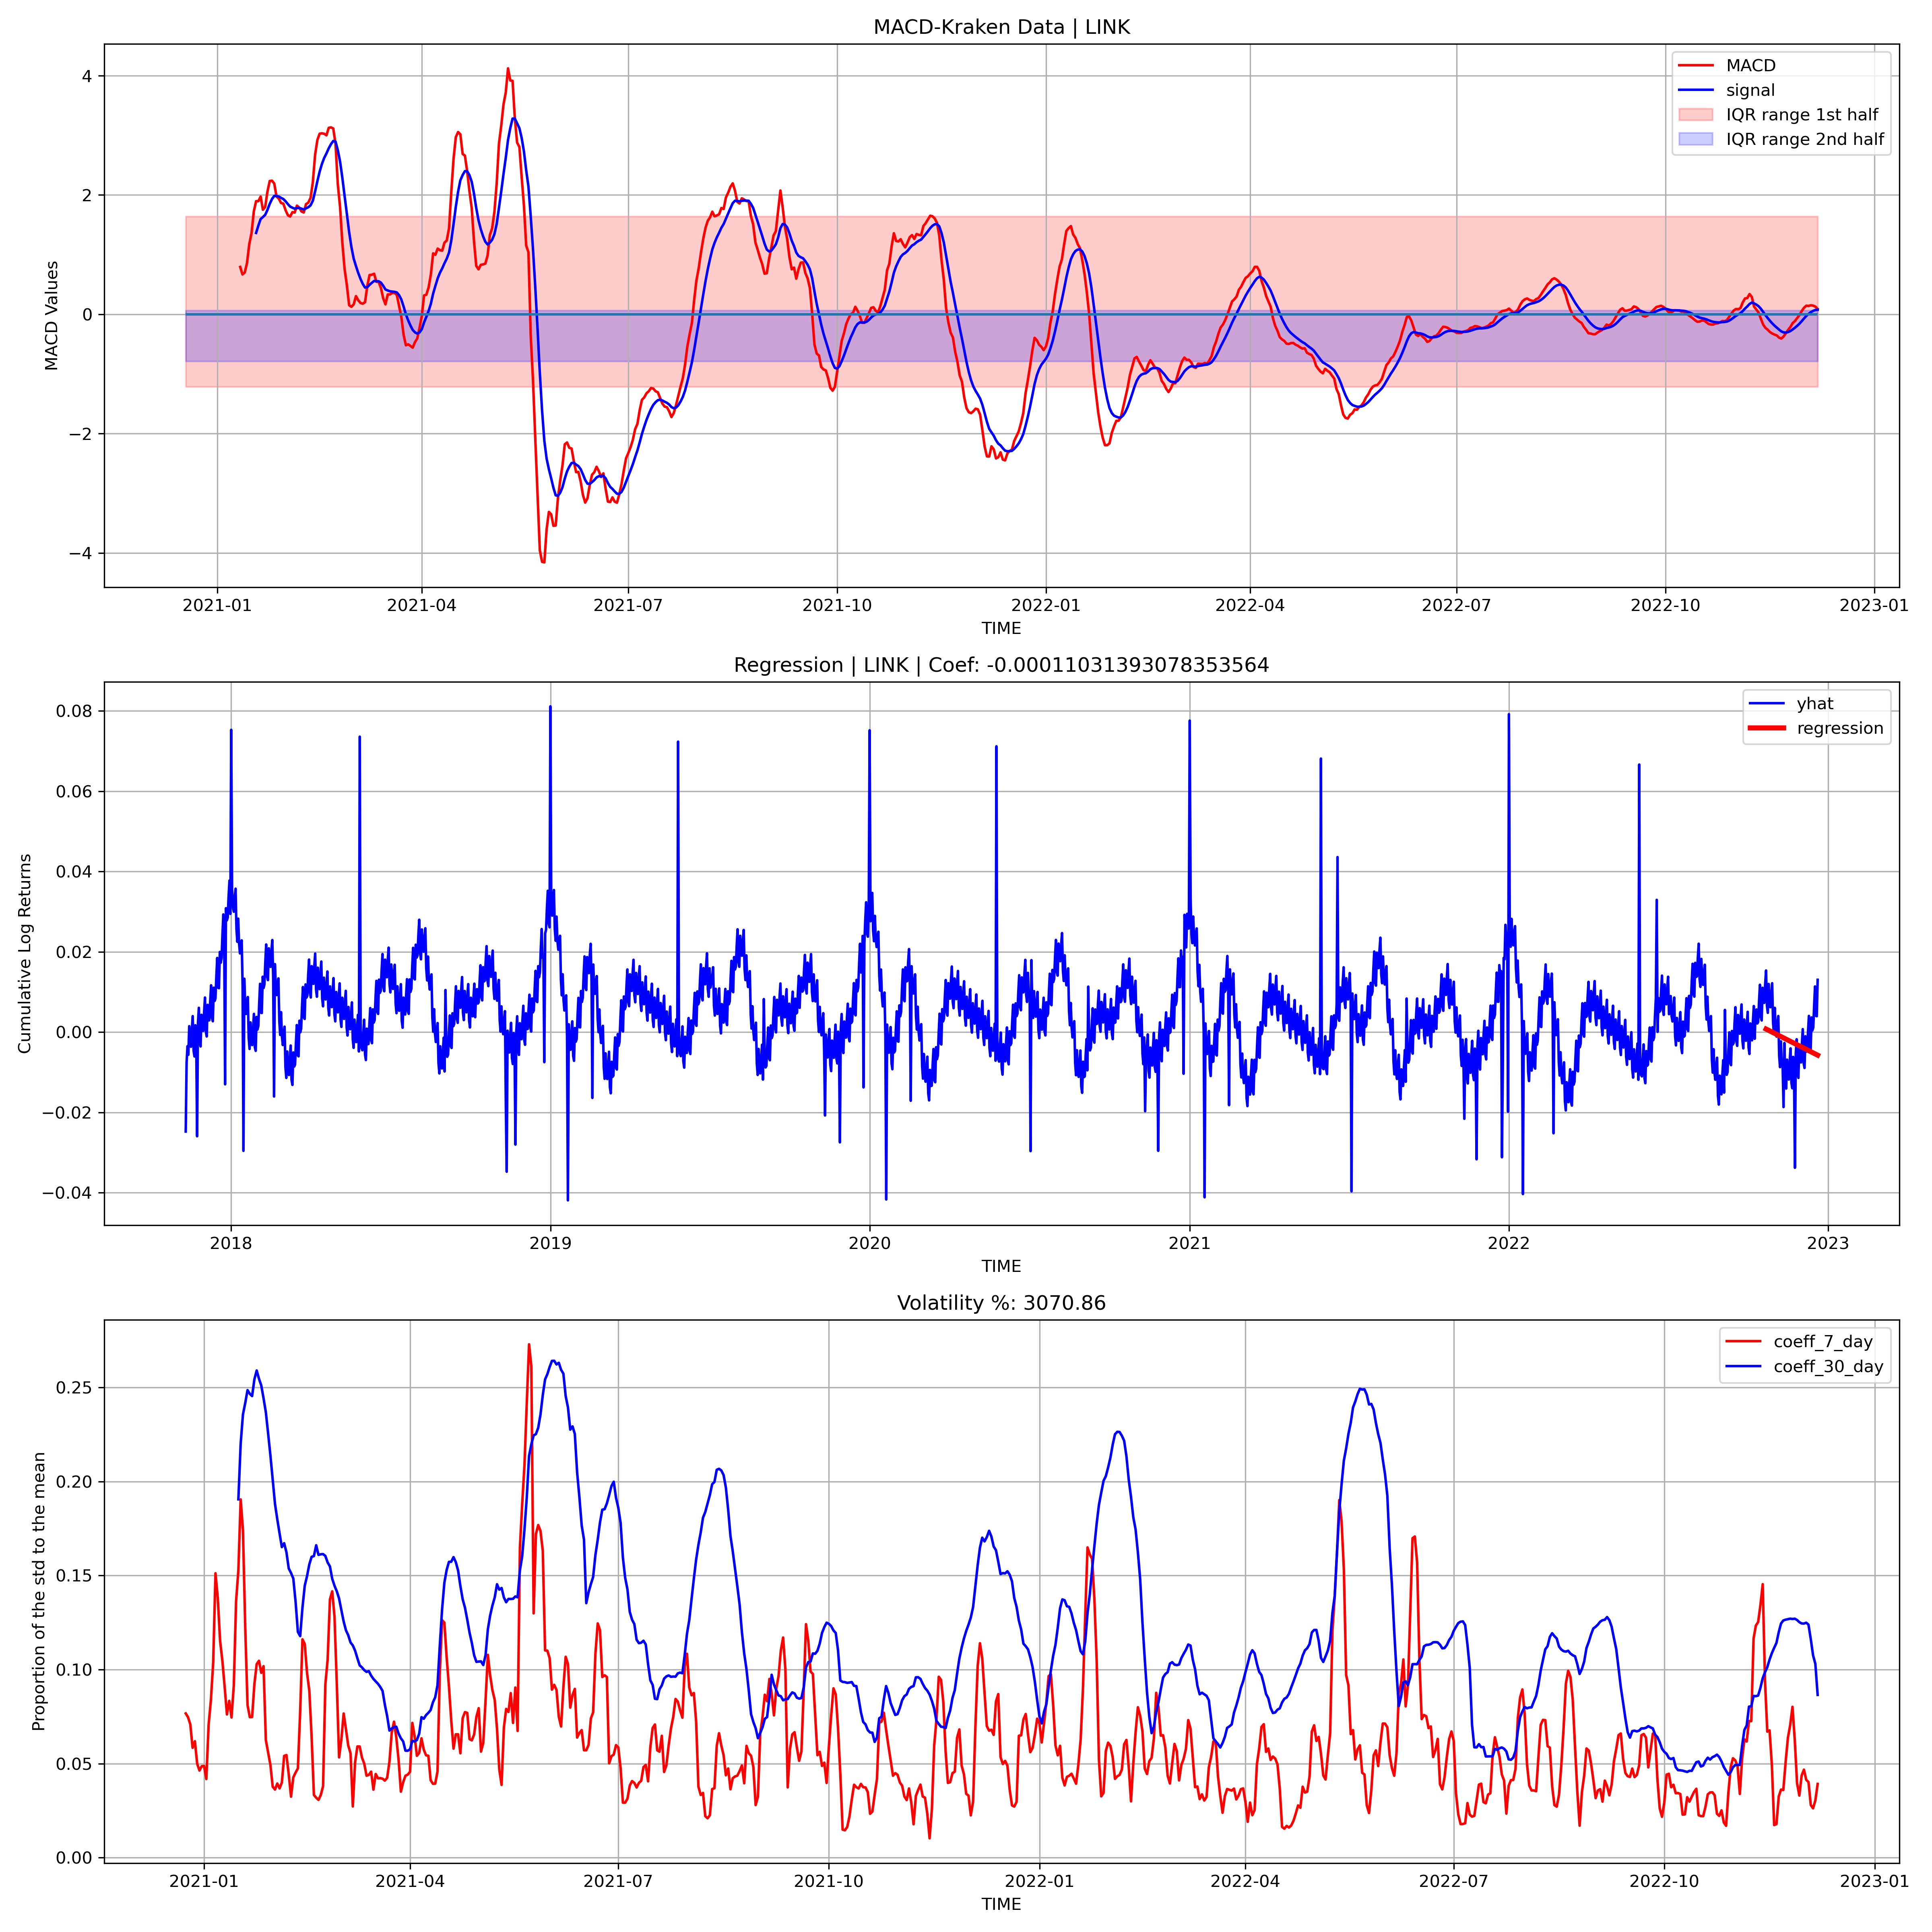 MACD-Kraken Data | LINK
MACD Values
4
2
0
−2
−4
MACD
signal
IQR range 1st half
IQR range 2nd half
2021-01 2021-04 2021-07 2021-10 2022-01 2022-04 2022-07 2022-10 2023-01
TIME
Regression | LINK | Coef: -0.00011031393078353564
Cumulative Log Returns
0.08
0.06
0.04
0.02
0.00
−0.02
−0.04
yhat
regression
2018 2019 2020 2021 2022 2023
TIME
Volatility %: 3070.86
Proportion of the std to the mean
0.25
0.20
0.15
0.10
0.05
0.00
coeff_7_day
coeff_30_day
2021-01 2021-04 2021-07 2021-10 2022-01 2022-04 2022-07 2022-10 2023-01
TIME